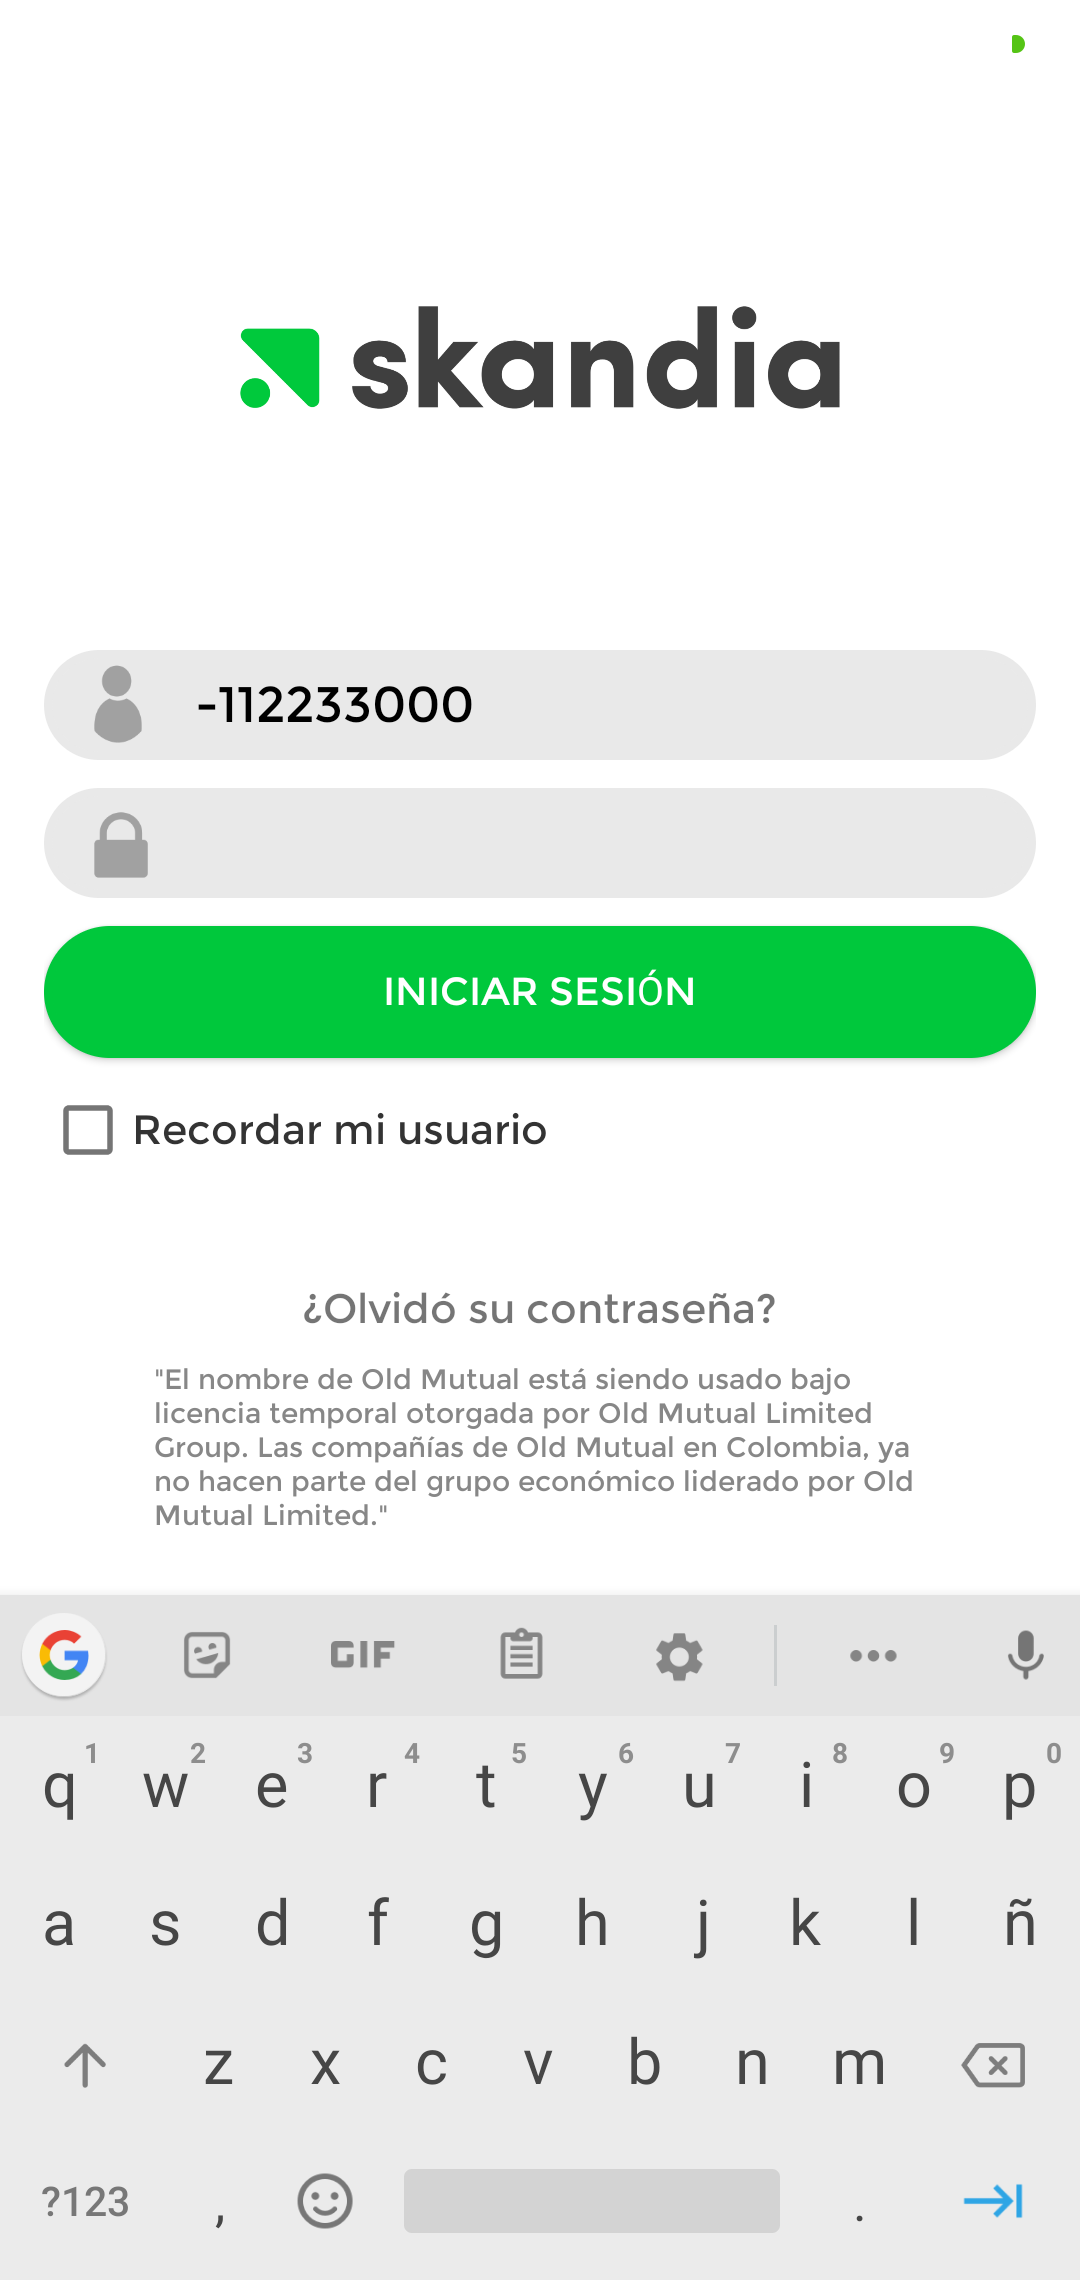 skandia
-112233000
INICIAR SESIÓN
Recordar mi usuario
¿Olvidó su contraseña?
"El nombre de Old Mutual está siendo usado bajo
licencia temporal otorgada por Old Mutual Limited
Group. Las compañías de Old Mutual en Colombia, ya
no hacen parte del grupo económico liderado por Old
Mutual Limited."
G GIF
1 2 3 4 5 6 7 8 9 0
q w e r t y u i o p
a s d f g h j k l ñ
z x c v b n m
?123 , .